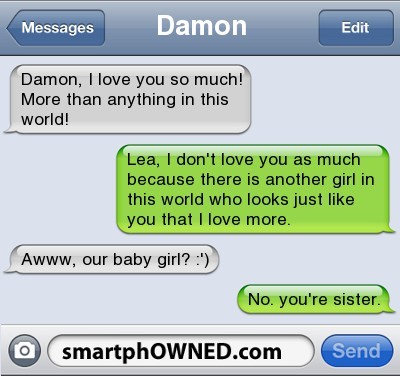 Messages
Damon
Edit
Damon, I love you so much!
More than anything in this
world!
Lea, I don't love you as much
because there is another girl in
this world who looks just like
you that I love more.
Awww, our baby girl? :')
No. you're sister.
smartphOWNED.com
Send